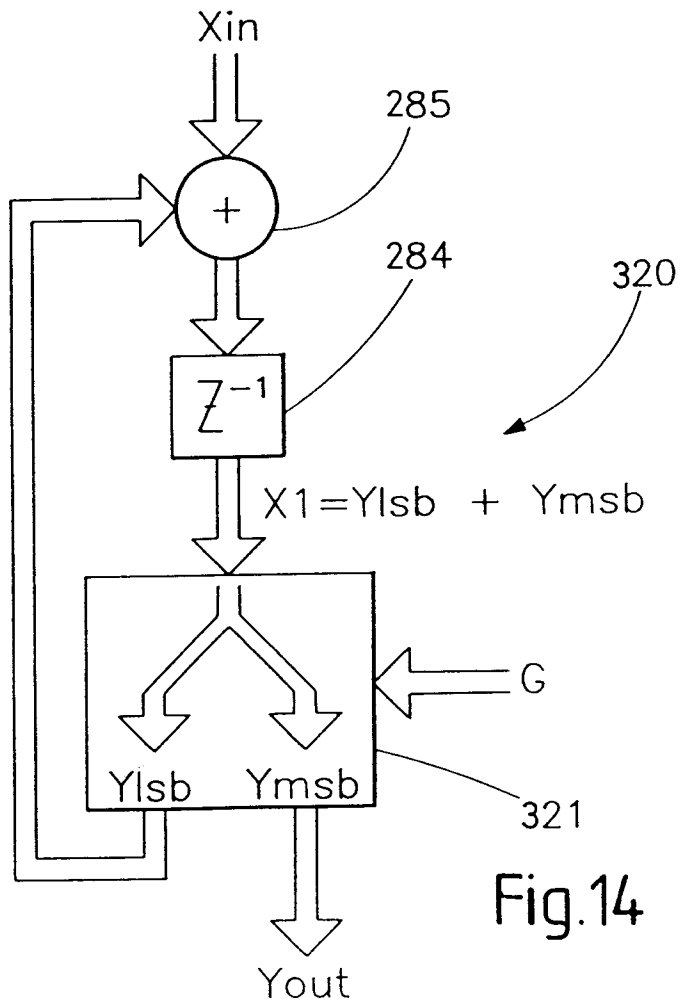 Xin
285
+
284
320
Z⁻¹
X1=Ylsb + Ymsb
G
Ylsb Ymsb
321
Fig.14
Yout